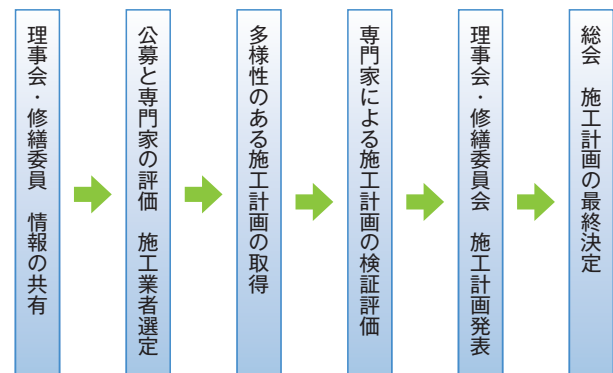 理事会・修繕委員　情報の共有
公募と専門家の評価　施工業者選定
多様性のある施工計画の取得
専門家による施工計画の検証評価
理事会・修繕委員会　施工計画発表
総会　施工計画の最終決定